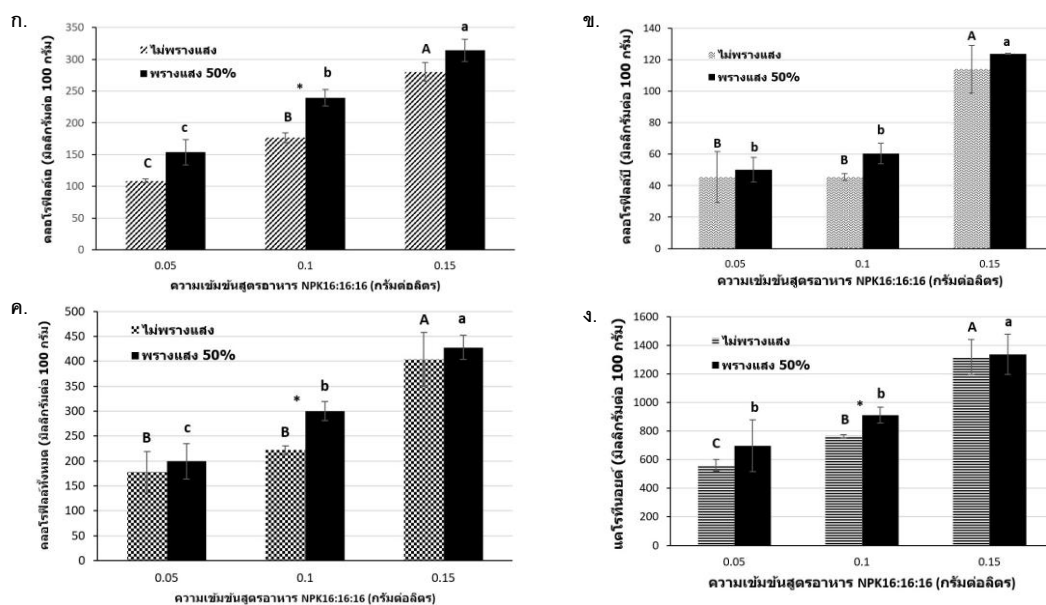 ก.
คลอโรฟิลล์เอ (มิลลิกรัมต่อ 100 กรัม)
350
300
250
200
150
100
50
0
ไม่พรางแสง
พรางแสง 50%
C
c
B
*
b
A
a
0.05
0.1
0.15
ความเข้มข้นสูตรอาหาร NPK16:16:16 (กรัมต่อลิตร)
ข.
คลอโรฟิลล์บี (มิลลิกรัมต่อ 100 กรัม)
140
120
100
80
60
40
20
0
ไม่พรางแสง
พรางแสง 50%
B
b
B
b
A
a
0.05
0.1
0.15
ความเข้มข้นสูตรอาหาร NPK16:16:16 (กรัมต่อลิตร)
ค.
คลอโรฟิลล์ทั้งหมด (มิลลิกรัมต่อ 100 กรัม)
500
450
400
350
300
250
200
150
100
50
0
ไม่พรางแสง
พรางแสง 50%
B
c
B
*
b
A
a
0.05
0.1
0.15
ความเข้มข้นสูตรอาหาร NPK16:16:16 (กรัมต่อลิตร)
ง.
แคโรทีนอยด์ (มิลลิกรัมต่อ 100 กรัม)
1600
1400
1200
1000
800
600
400
200
0
ไม่พรางแสง
พรางแสง 50%
C
b
B
*
b
A
a
0.05
0.1
0.15
ความเข้มข้นสูตรอาหาร NPK16:16:16 (กรัมต่อลิตร)